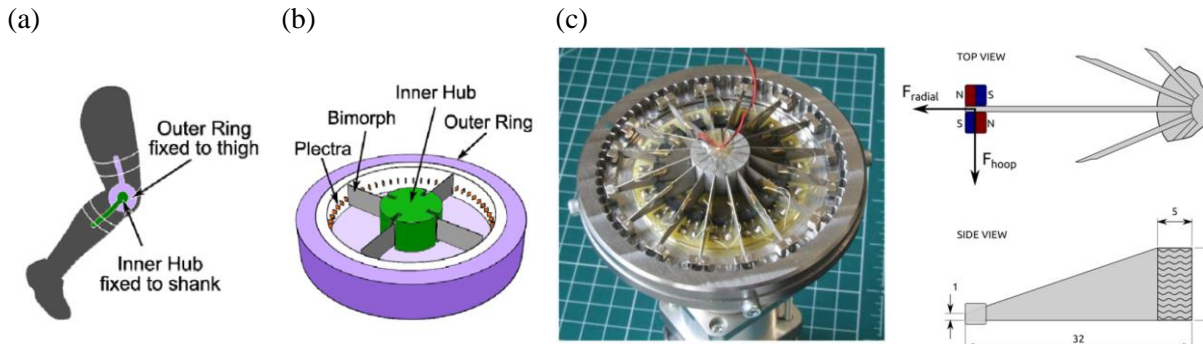 (a)
(b)
(c)
Outer Ring
fixed to thigh
Inner Hub
fixed to shank
Inner Hub
Bimorph
Outer Ring
Plectra
TOP VIEW
N S
F radial
S N
F hoop
SIDE VIEW
5
1
32